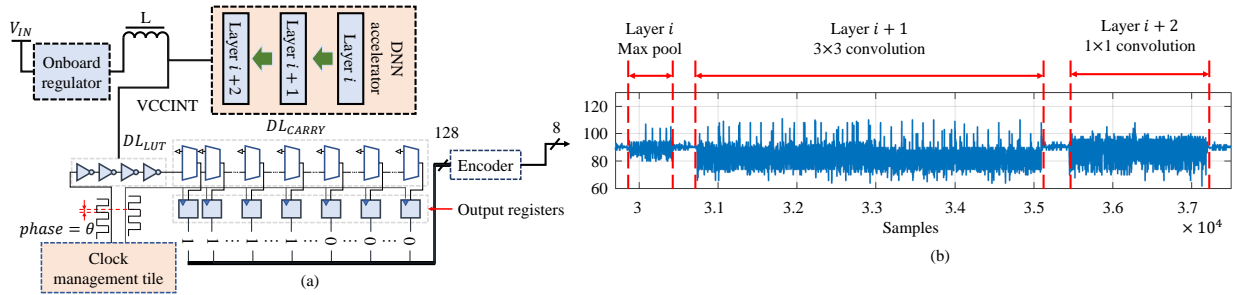 V_IN
L
Onboard
regulator
VCCINT
Layer i + 2
Layer i + 1
Layer i
DNN
accelerator
DL_LUT
DL_CARRY
128
8
Encoder
Output registers
phase = θ
1 1 ... 1 ... 1 ... 0 ... 0 ... 0
Clock
management tile
(a)
Layer i
Max pool
Layer i + 1
3×3 convolution
Layer i + 2
1×1 convolution
120
100
80
60
3 3.1 3.2 3.3 3.4 3.5 3.6 3.7
× 10^4
Samples
(b)